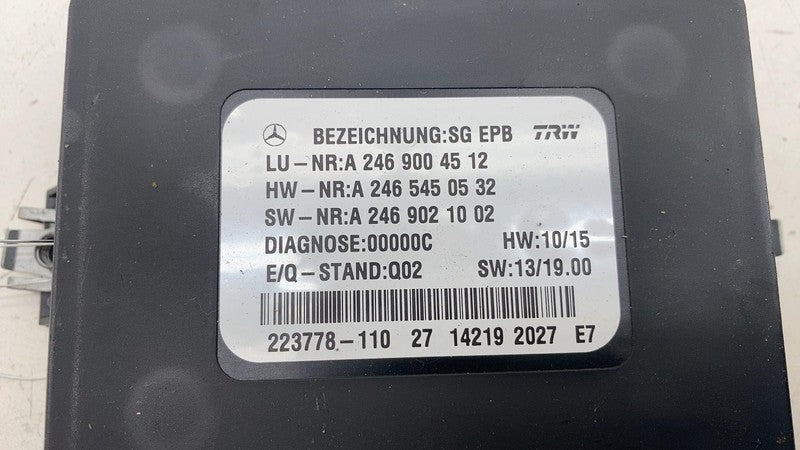 BEZEICHNUNG:SG EPB TRW
LU-NR:A 246 900 45 12
HW-NR:A 246 545 05 32
SW-NR:A 246 902 10 02
DIAGNOSE:00000C HW:10/15
E/Q-STAND:Q02 SW:13/19.00
223778-110 27 14219 2027 E7